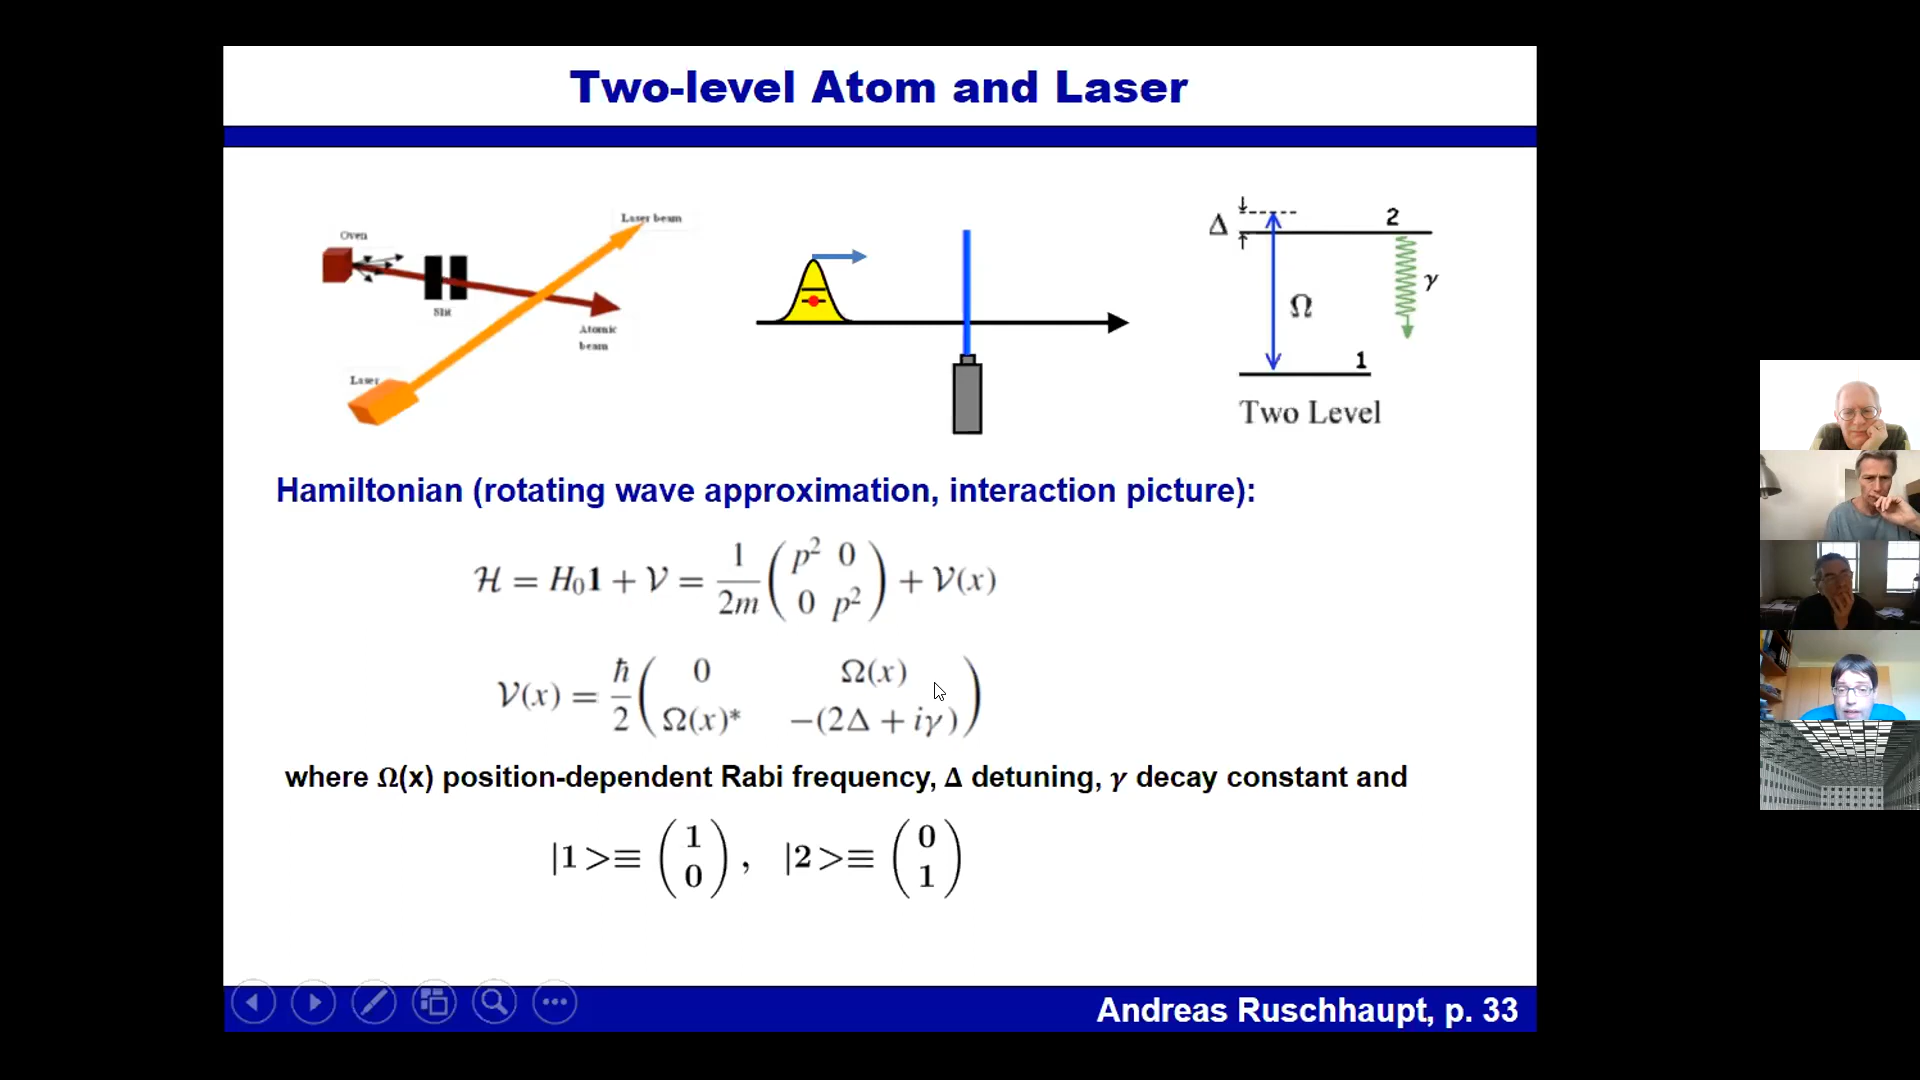 Two-level Atom and Laser
Laser beam
Oven
Slit
Atomic
beam
Laser
Δ
2
γ
Ω
1
Two Level
Hamiltonian (rotating wave approximation, interaction picture):
ℋ = H₀1 + 𝒱 = 1/2m (p² 0 / 0 p²) + 𝒱(x)
𝒱(x) = ħ/2 (0 Ω(x) / Ω(x)* −(2Δ + iγ))
where Ω(x) position-dependent Rabi frequency, Δ detuning, γ decay constant and
|1 >≡ (1 / 0), |2 >≡ (0 / 1)
Andreas Ruschhaupt, p. 33